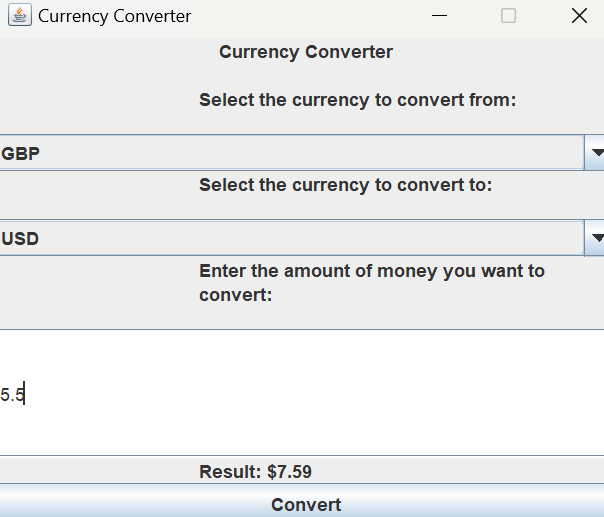 Currency Converter
Currency Converter
Select the currency to convert from:
GBP
Select the currency to convert to:
USD
Enter the amount of money you want to
convert:
5.5
Result: $7.59
Convert